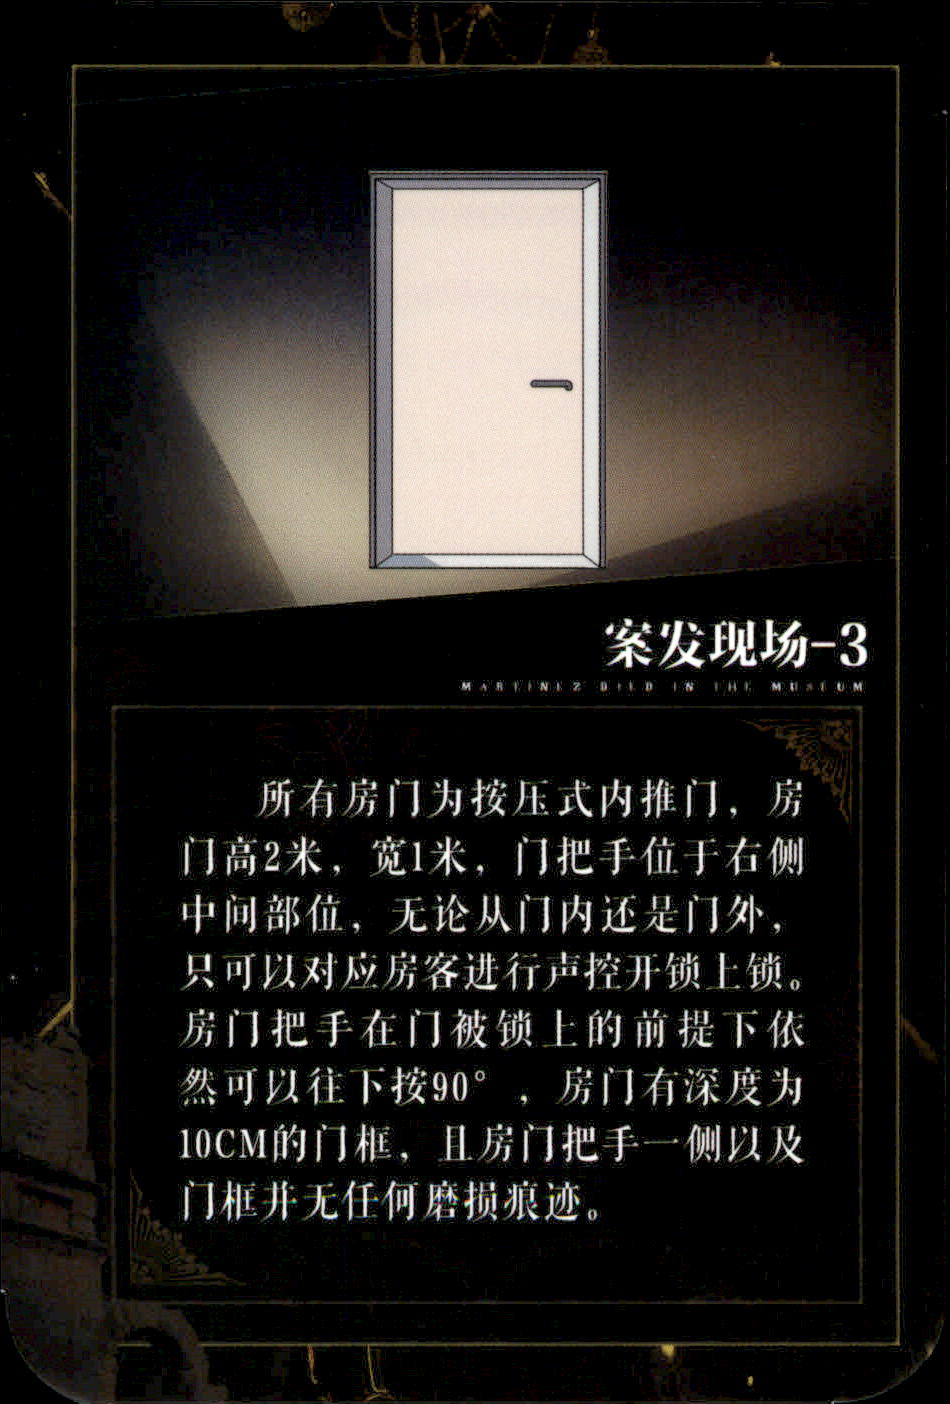 案发现场-3
MARTINEZ DIED IN THE MUSEUM
所有房门为按压式内推门，房
门高2米，宽1米，门把手位于右侧
中间部位，无论从门内还是门外，
只可以对应房客进行声控开锁上锁。
房门把手在门被锁上的前提下依
然可以往下按90°，房门有深度为
10CM的门框，且房门把手一侧以及
门框并无任何磨损痕迹。